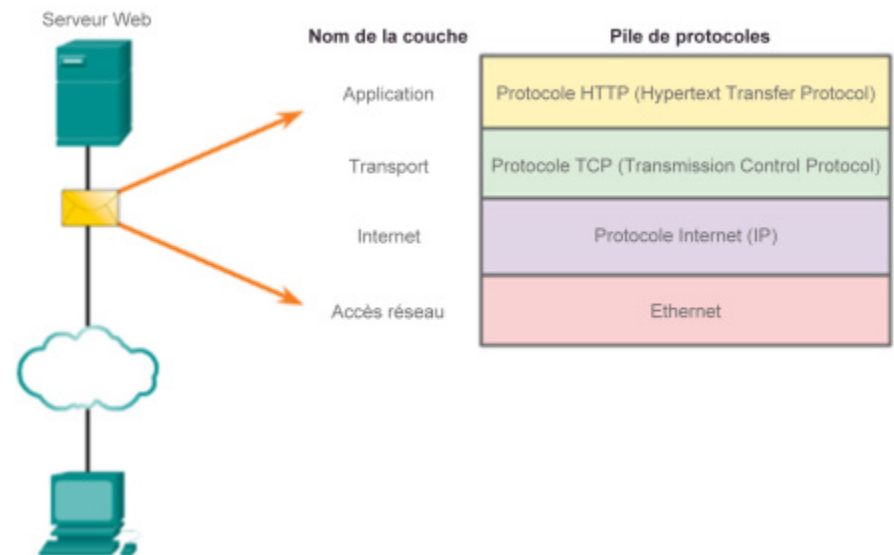 Serveur Web
Nom de la couche
Pile de protocoles
Application
Protocole HTTP (Hypertext Transfer Protocol)
Transport
Protocole TCP (Transmission Control Protocol)
Internet
Protocole Internet (IP)
Accès réseau
Ethernet